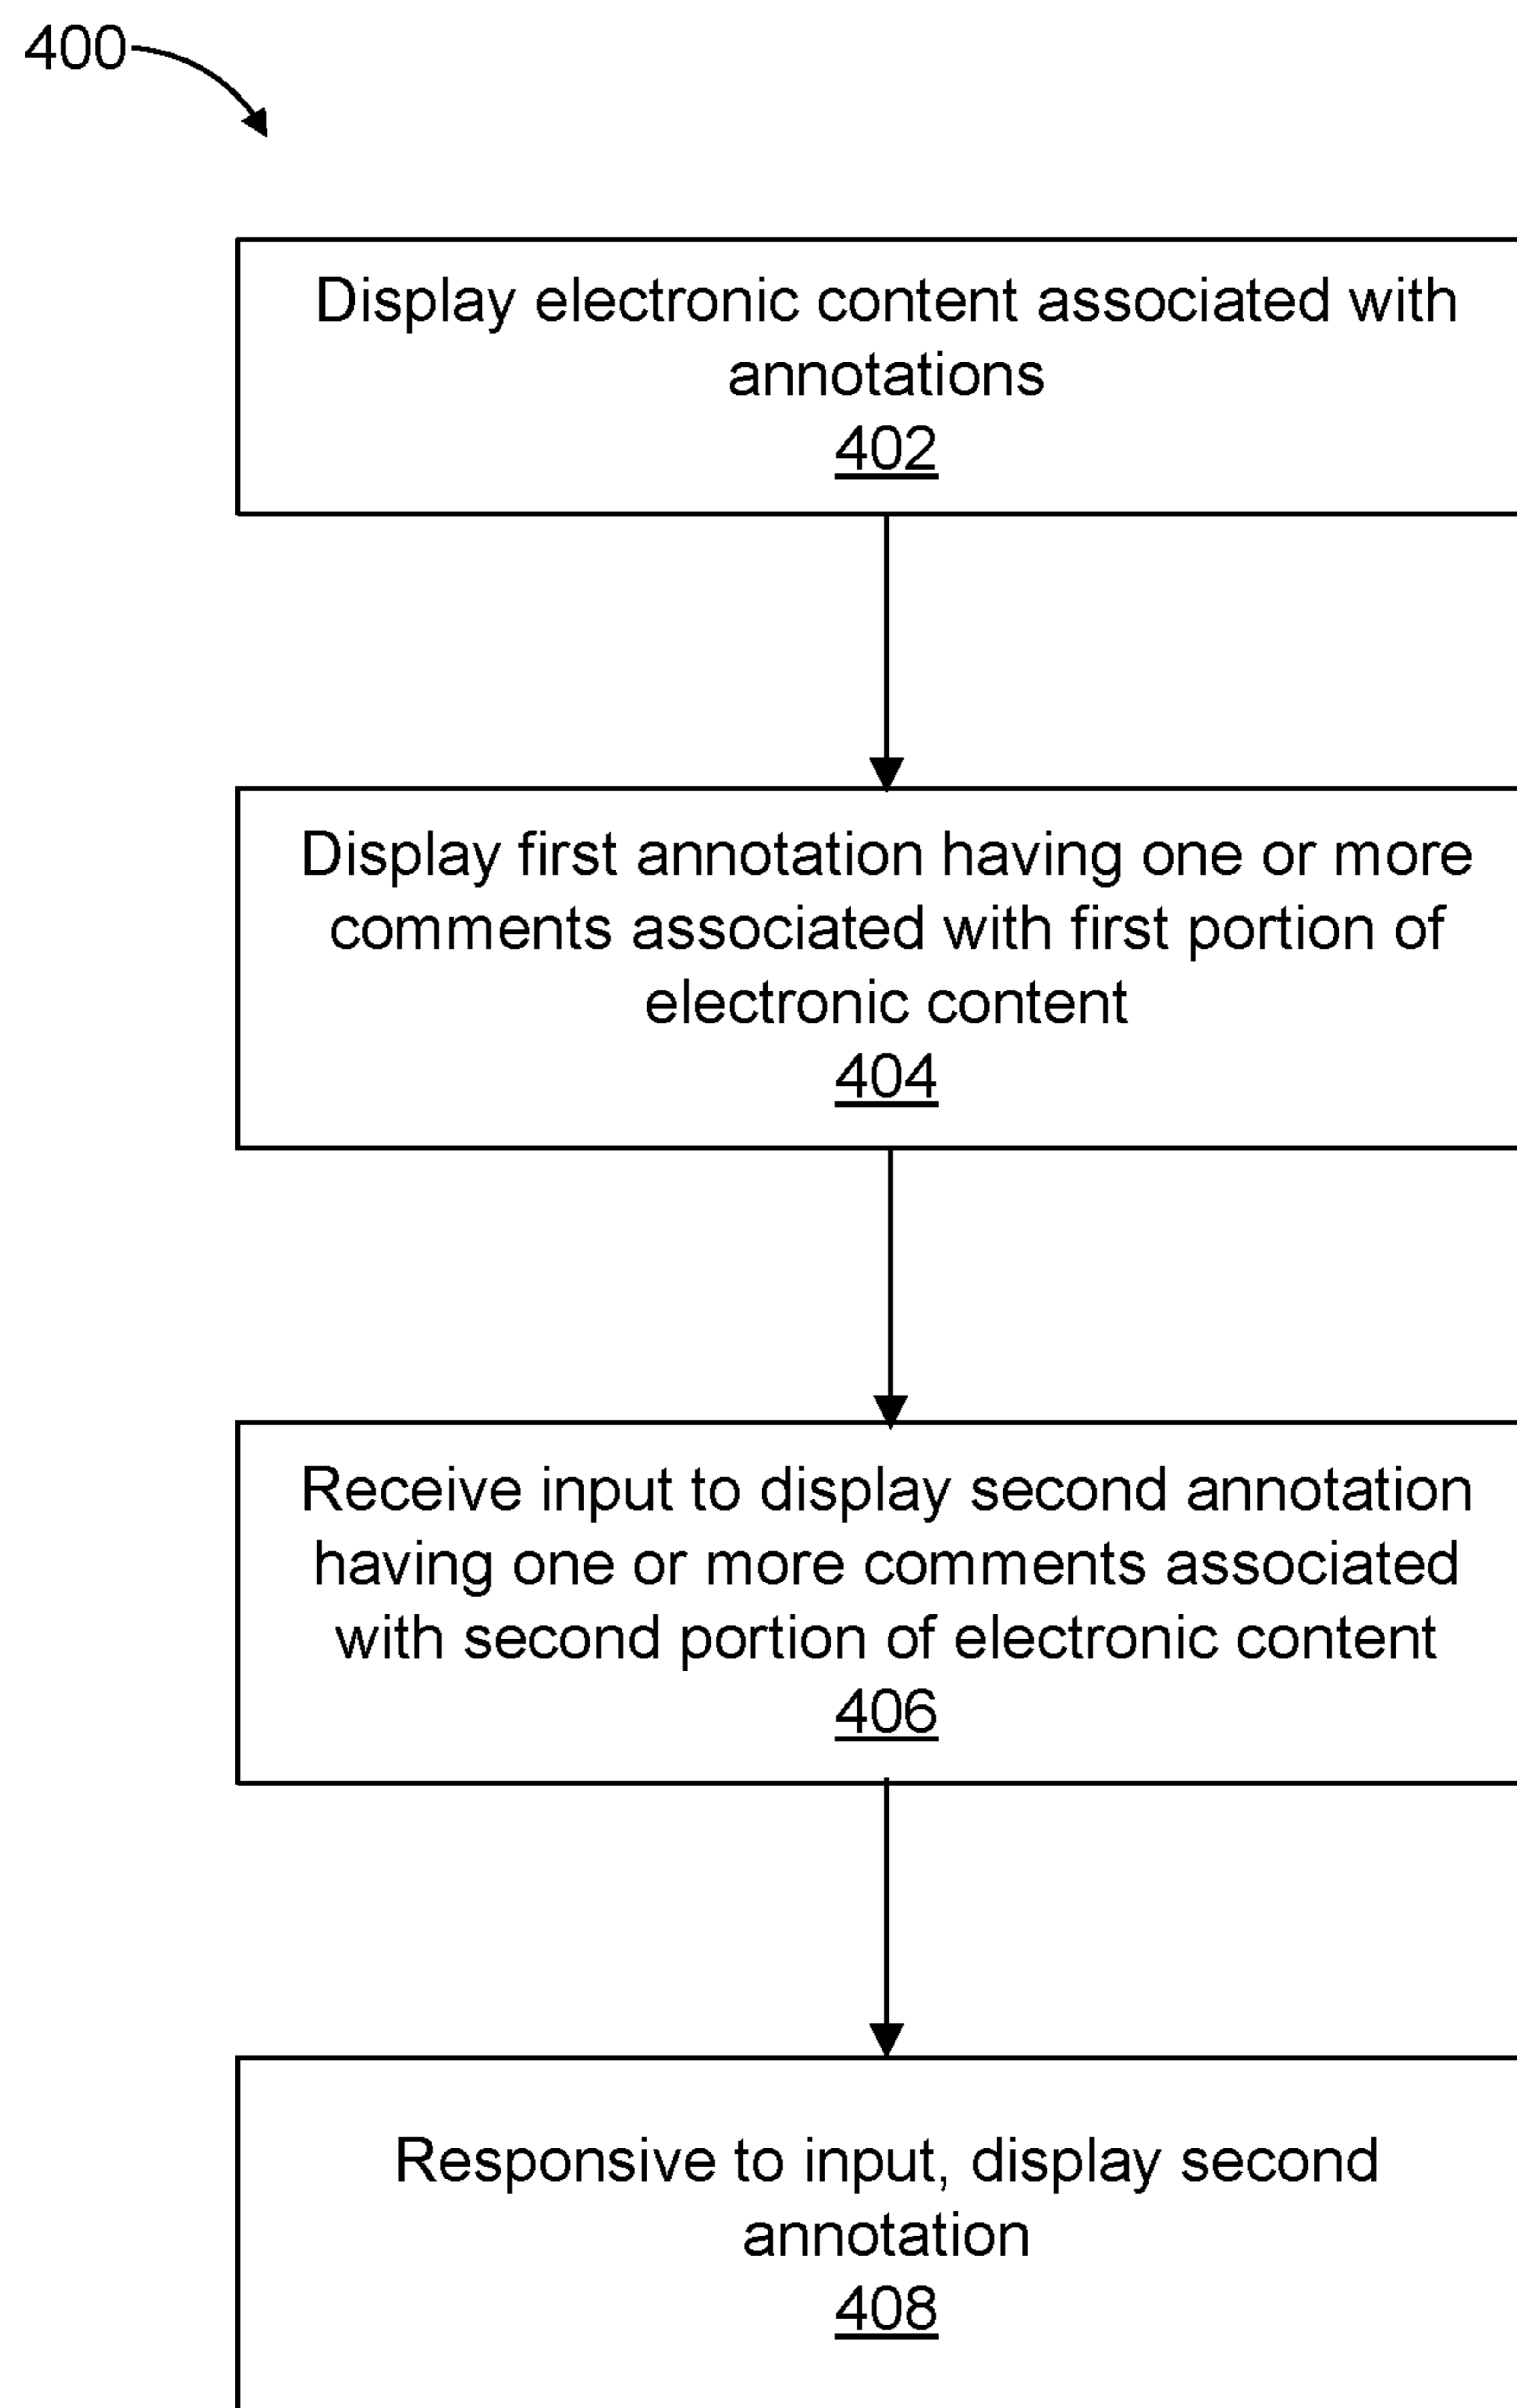 400
Display electronic content associated with
annotations
402
Display first annotation having one or more
comments associated with first portion of
electronic content
404
Receive input to display second annotation
having one or more comments associated
with second portion of electronic content
406
Responsive to input, display second
annotation
408